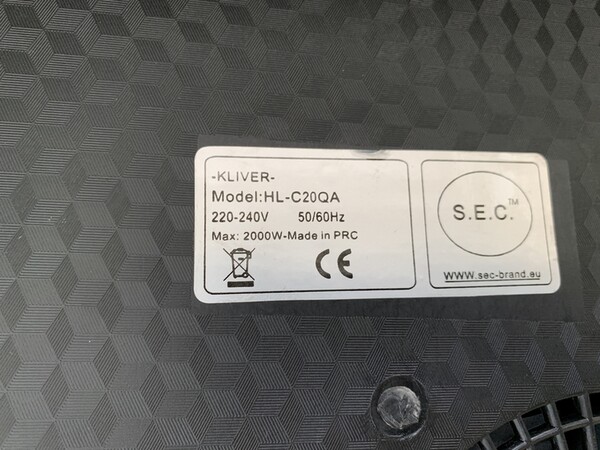 -KLIVER-
Model:HL-C20QA
220-240V 50/60Hz
Max: 2000W-Made in PRC
CE
S.E.C.™
www.sec-brand.eu